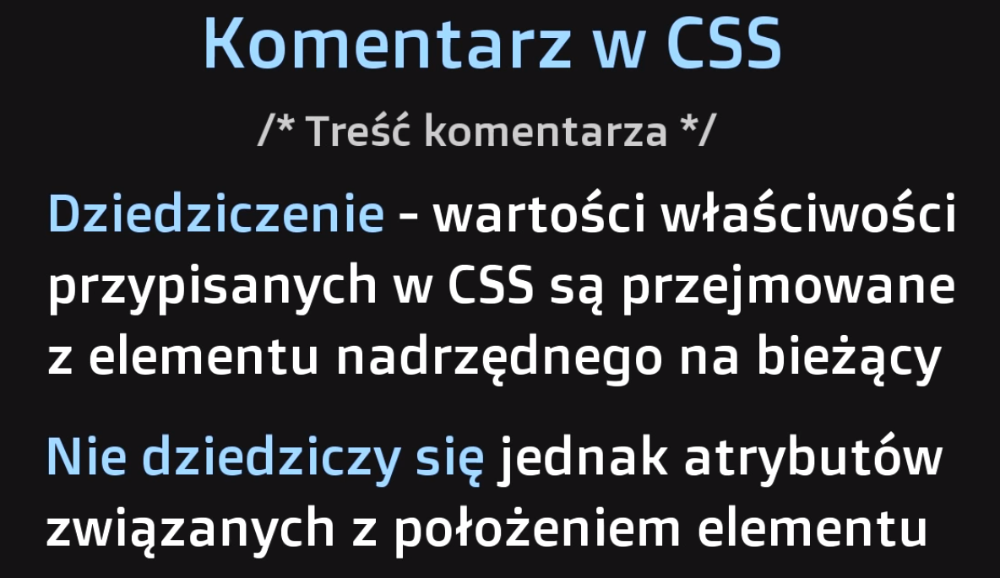 Komentarz w CSS
/* Treść komentarza */
Dziedziczenie - wartości właściwości
przypisanych w CSS są przejmowane
z elementu nadrzędnego na bieżący
Nie dziedziczy się jednak atrybutów
związanych z położeniem elementu